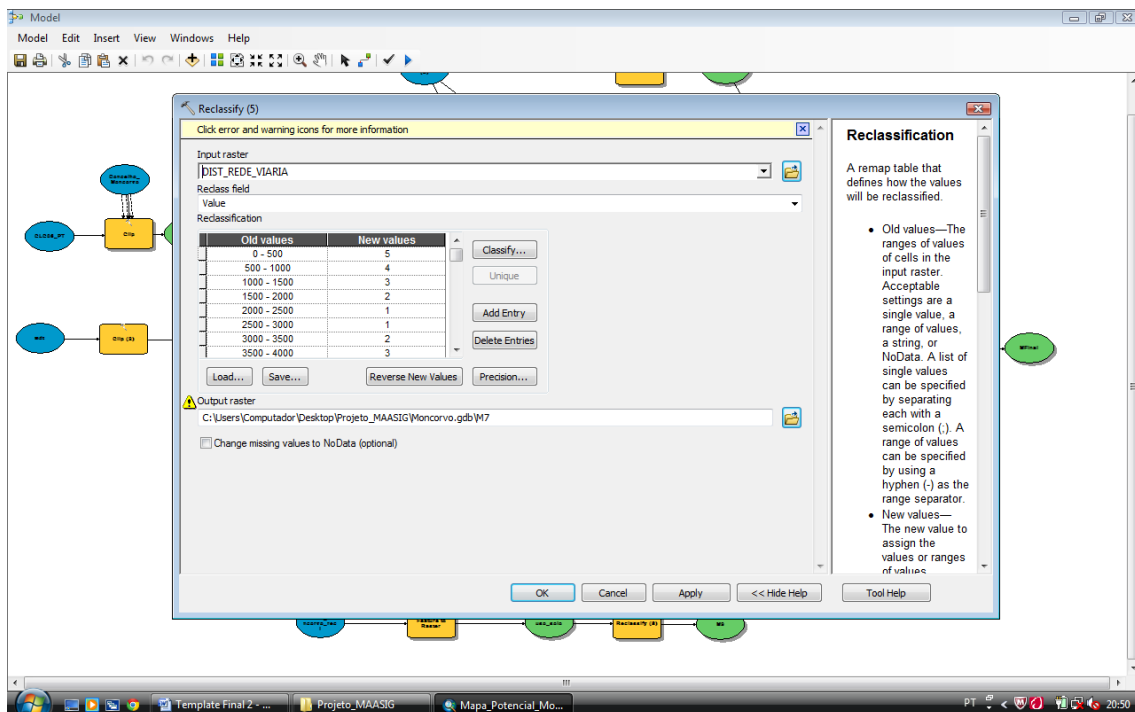 Model
Model Edit Insert View Windows Help
Reclassify (5)
Click error and warning icons for more information
Input raster
DIST_REDE_VIARIA
Reclass field
Value
Reclassification
Old values New values
0 - 500 5
500 - 1000 4
1000 - 1500 3
1500 - 2000 2
2000 - 2500 1
2500 - 3000 1
3000 - 3500 2
3500 - 4000 3
Classify...
Unique
Add Entry
Delete Entries
Load... Save... Reverse New Values Precision...
Output raster
C:\Users\Computador\Desktop\Projeto_MAASIG\Moncorvo.gdb\M7
Change missing values to NoData (optional)
OK Cancel Apply << Hide Help Tool Help
Reclassification
A remap table that
defines how the values
will be reclassified.
• Old values—The
ranges of values
of cells in the
input raster.
Acceptable
settings are a
single value, a
range of values,
a string, or
NoData. A list of
single values
can be specified
by separating
each with a
semicolon (;). A
range of values
can be specified
by using a
hyphen (-) as the
range separator.
• New values—
The new value to
assign the
values or ranges
of values
Concelho_
Moncorvo
CLC06_PT
Clip
Clip (2)
MFinal
Raster
uso_solo
Reclassify (5)
M5
Template Final 2 - ...
Projeto_MAASIG
Mapa_Potencial_Mo...
PT
<
20:50